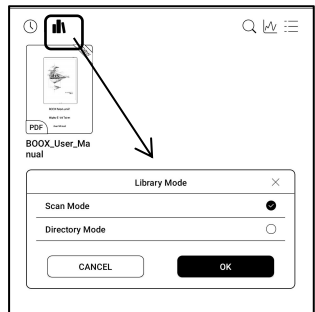 PDF
BOOX_User_Ma
nual
Library Mode
Scan Mode
Directory Mode
CANCEL
OK